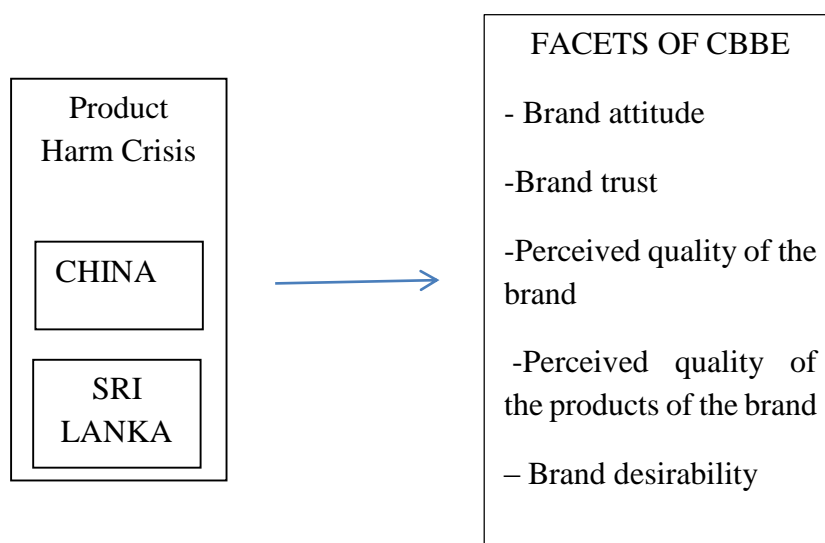 Product
Harm Crisis
CHINA
SRI
LANKA
FACETS OF CBBE
- Brand attitude
-Brand trust
-Perceived quality of the
brand
-Perceived quality of
the products of the brand
– Brand desirability